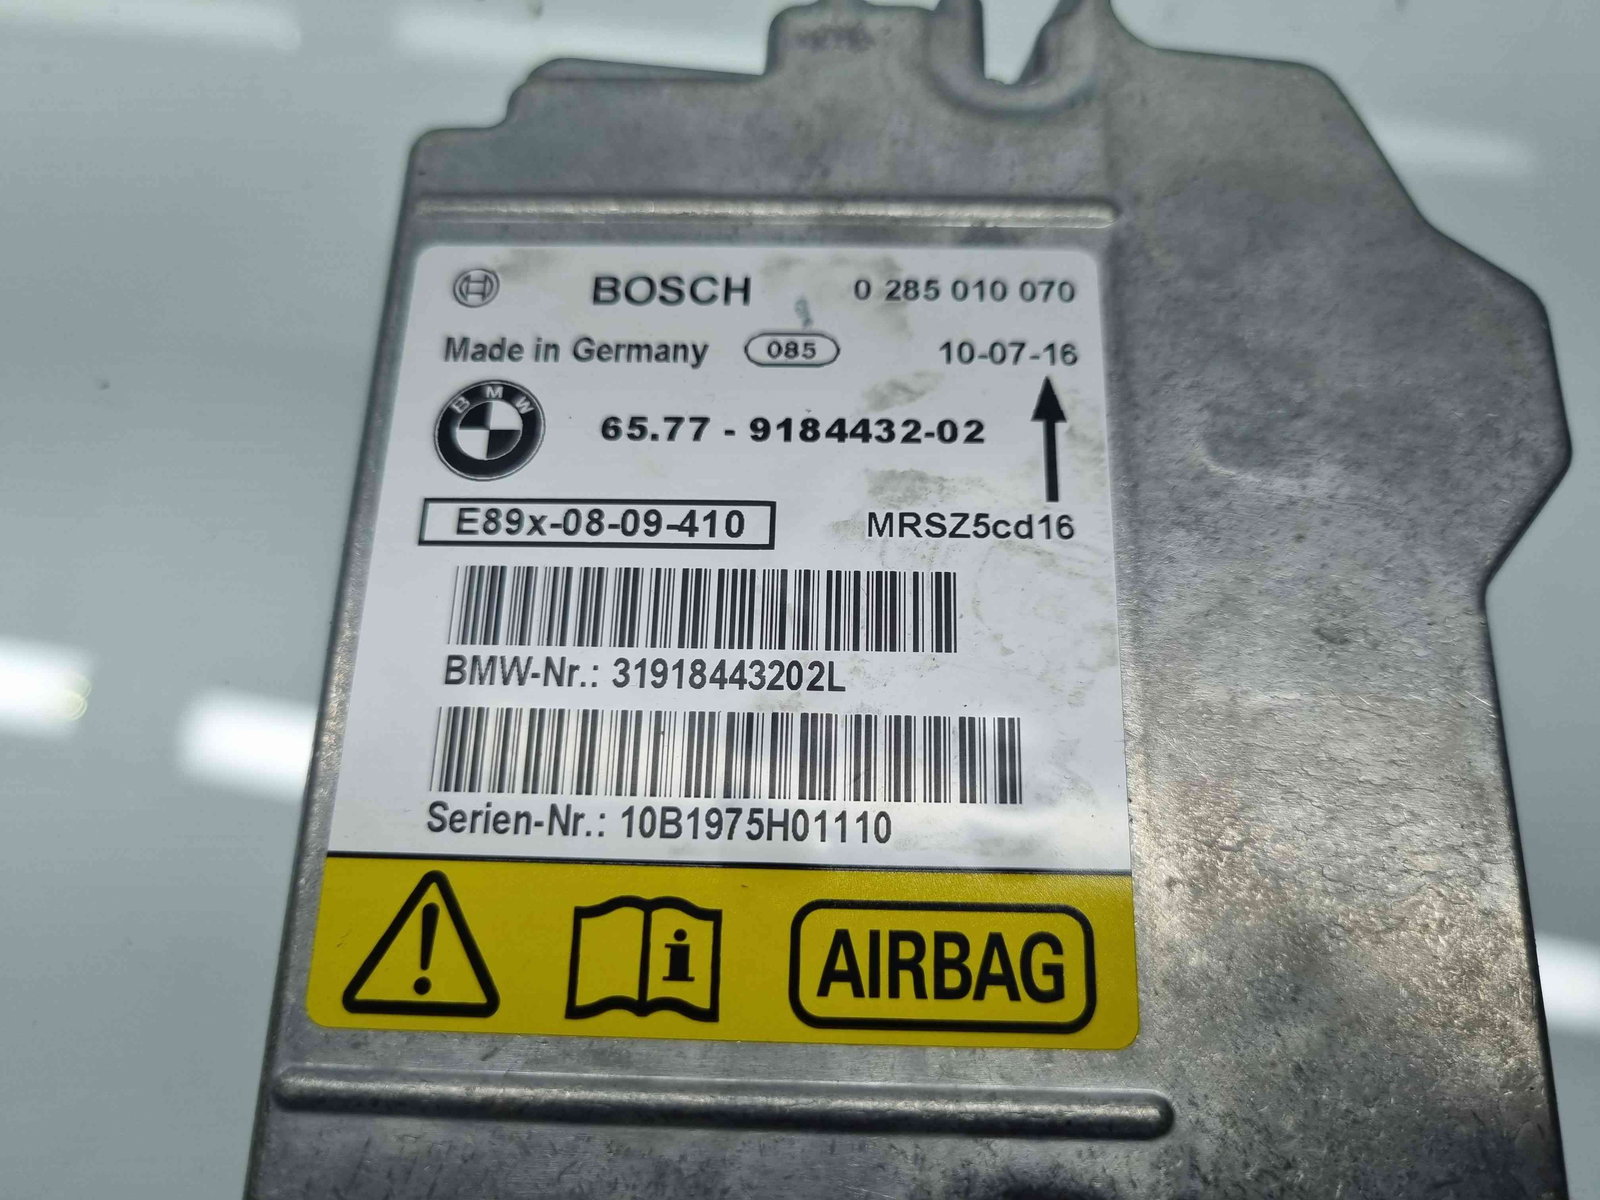 BOSCH 0 285 010 070
Made in Germany 085 10-07-16
BMW 65.77 - 9184432-02
E89x-08-09-410 MRSZ5cd16
BMW-Nr.: 31918443202L
Serien-Nr.: 10B1975H01110
AIRBAG